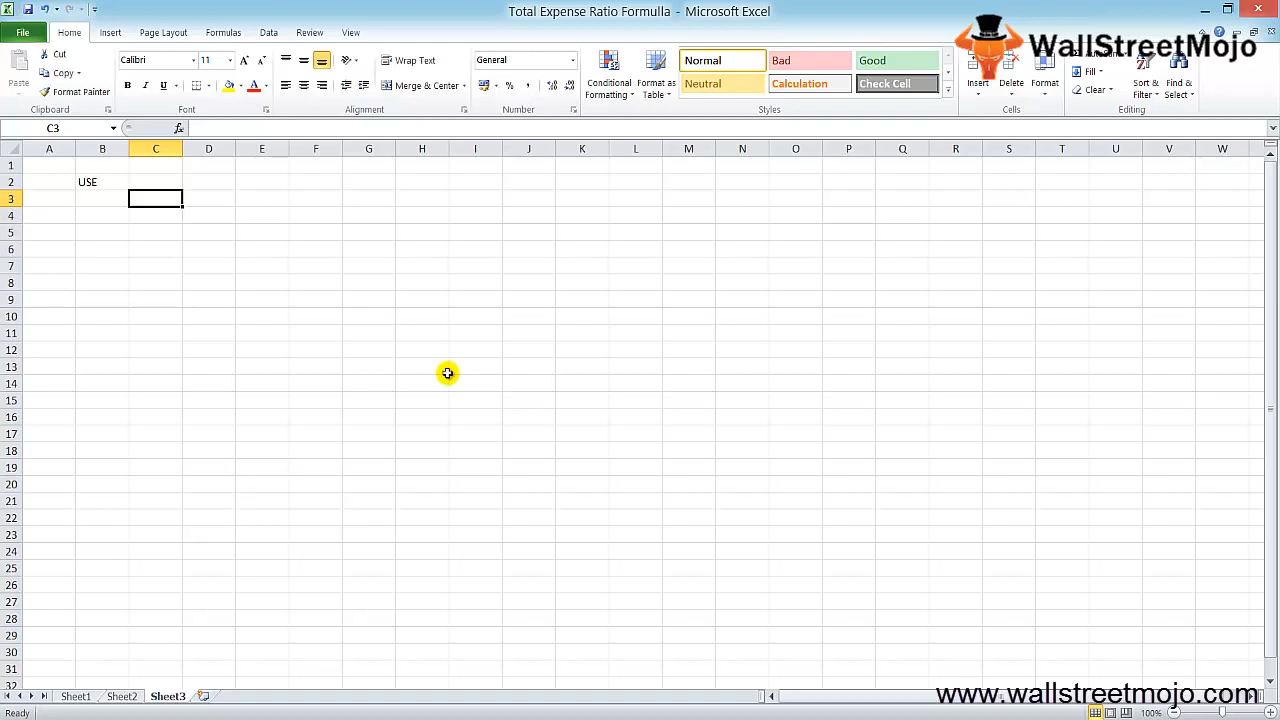 Total Expense Ratio Formulla - Microsoft Excel
File Home Insert Page Layout Formulas Data Review View
WallStreetMojo
Paste
Cut
Copy
Format Painter
Clipboard
Calibri 11
Font
Wrap Text
Merge & Center
Alignment
General
Number
Conditional Formatting
Format as Table
Normal Bad Good
Neutral Calculation Check Cell
Styles
Insert Delete Format
Cells
Fill
Clear
Sort & Filter
Find & Select
Editing
C3 fx
A B C D E F G H I J K L M N O P Q R S T U V W
1
2 USE
3
4
5
6
7
8
9
10
11
12
13
14
15
16
17
18
19
20
21
22
23
24
25
26
27
28
29
30
31
32
Sheet1 Sheet2 Sheet3
www.wallstreetmojo.com
Ready 100%